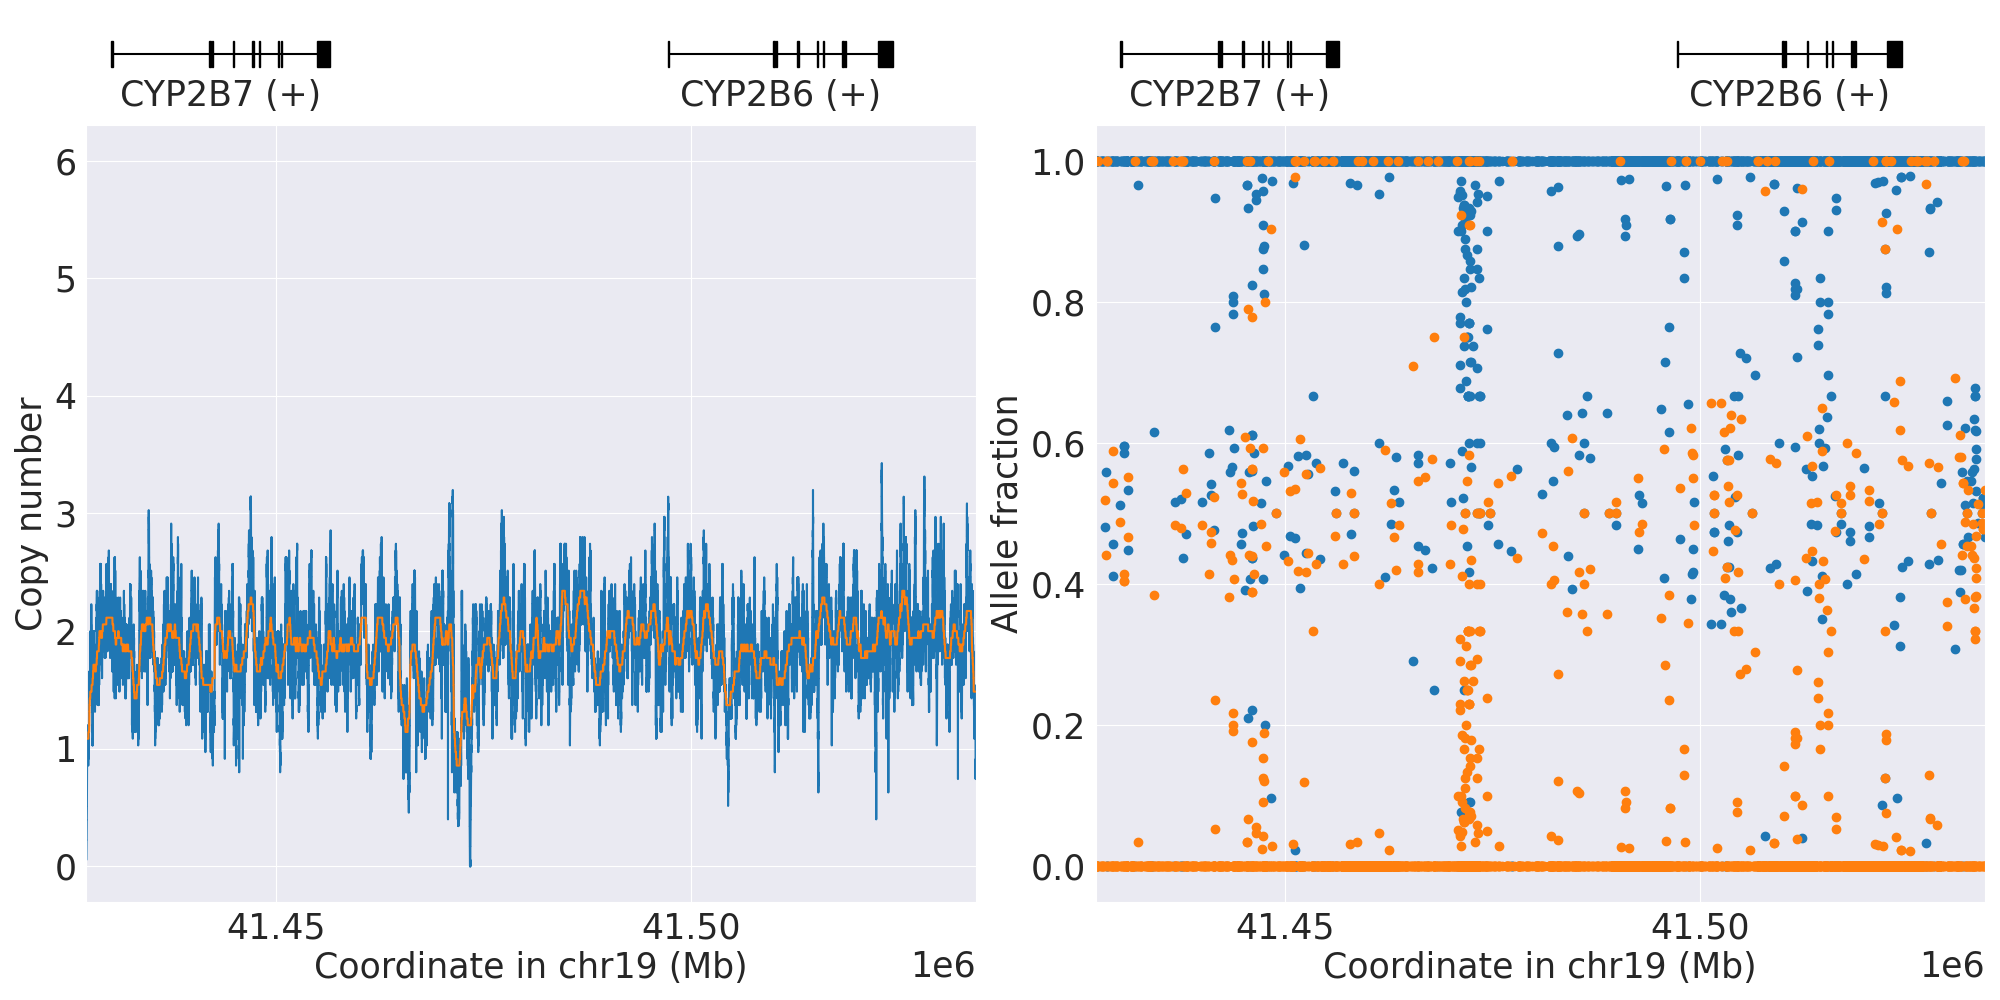 CYP2B7 (+)
CYP2B6 (+)
6
5
4
3
2
1
0
Copy number
41.45
41.50
Coordinate in chr19 (Mb)
1e6
CYP2B7 (+)
CYP2B6 (+)
1.0
0.8
0.6
0.4
0.2
0.0
Allele fraction
41.45
41.50
Coordinate in chr19 (Mb)
1e6